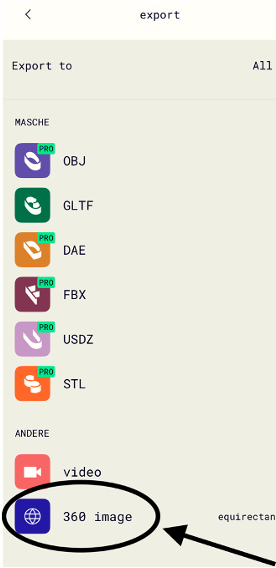 export
Export to All
MASCHE
PRO
OBJ
GLTF
PRO
DAE
PRO
FBX
PRO
USDZ
PRO
STL
ANDERE
video
360 image equirectan